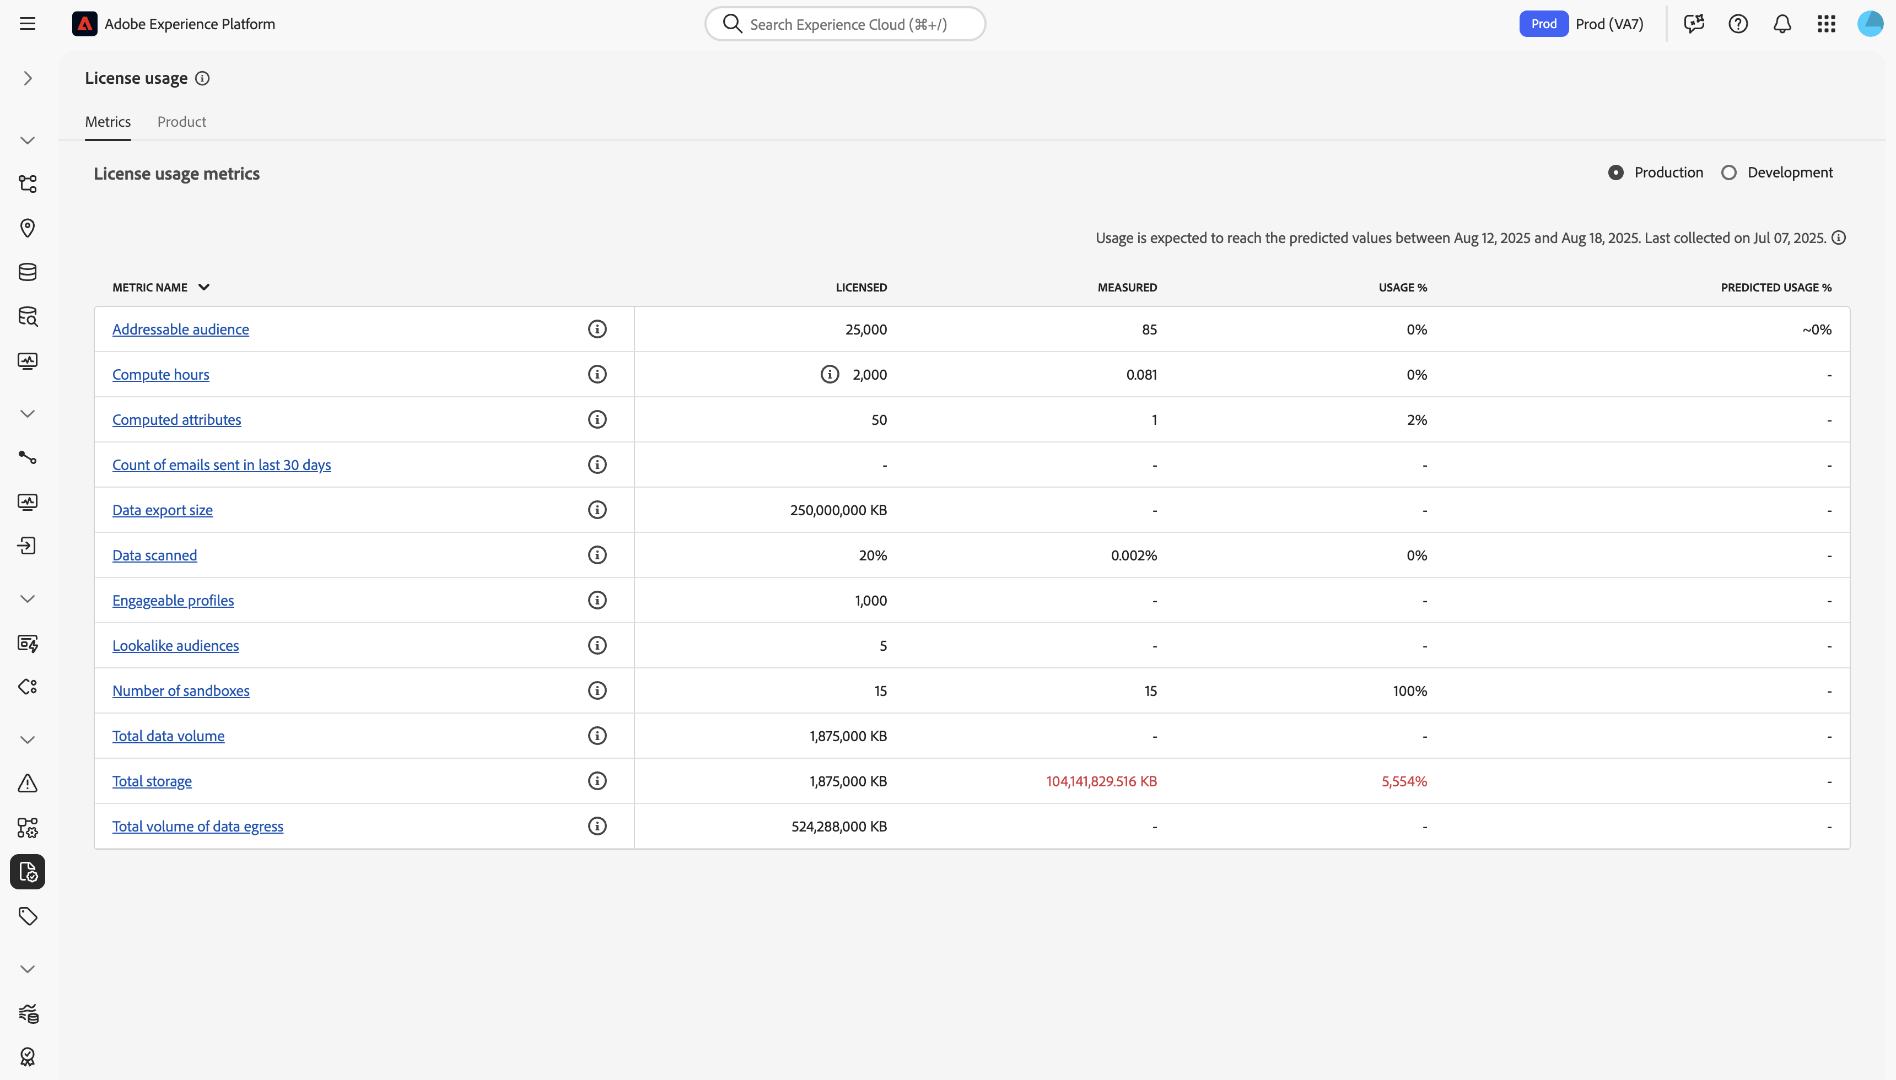 Adobe Experience Platform
Search Experience Cloud (⌘+/)
Prod Prod (VA7)
License usage
Metrics Product
License usage metrics
Production Development
Usage is expected to reach the predicted values between Aug 12, 2025 and Aug 18, 2025. Last collected on Jul 07, 2025.
METRIC NAME LICENSED MEASURED USAGE % PREDICTED USAGE %
Addressable audience 25,000 85 0% ~0%
Compute hours 2,000 0.081 0% -
Computed attributes 50 1 2% -
Count of emails sent in last 30 days - - - -
Data export size 250,000,000 KB - - -
Data scanned 20% 0.002% 0% -
Engageable profiles 1,000 - - -
Lookalike audiences 5 - - -
Number of sandboxes 15 15 100% -
Total data volume 1,875,000 KB - - -
Total storage 1,875,000 KB 104,141,829.516 KB 5,554% -
Total volume of data egress 524,288,000 KB - - -